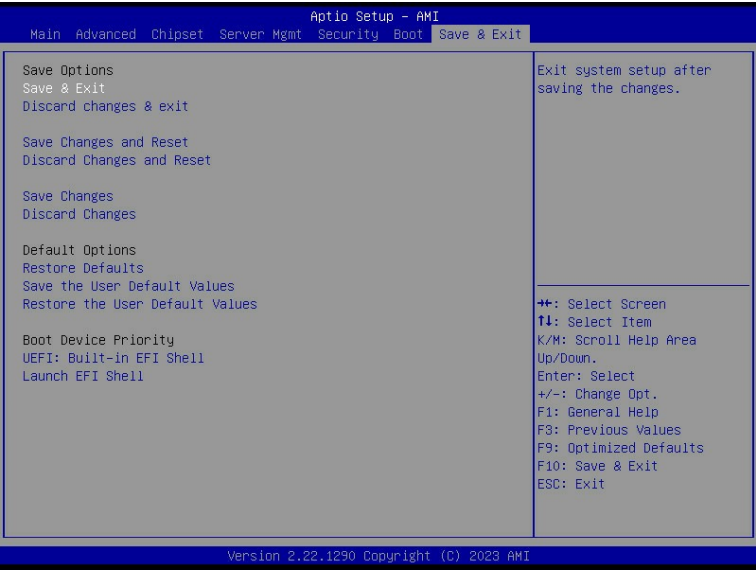 Aptio Setup - AMI
Main Advanced Chipset Server Mgmt Security Boot Save & Exit
Save Options
Save & Exit
Discard changes & exit
Save Changes and Reset
Discard Changes and Reset
Save Changes
Discard Changes
Default Options
Restore Defaults
Save the User Default Values
Restore the User Default Values
Boot Device Priority
UEFI: Built-in EFI Shell
Launch EFI Shell
Exit system setup after
saving the changes.
→←: Select Screen
↑↓: Select Item
K/M: Scroll Help Area
Up/Down.
Enter: Select
+/-: Change Opt.
F1: General Help
F3: Previous Values
F9: Optimized Defaults
F10: Save & Exit
ESC: Exit
Version 2.22.1290 Copyright (C) 2023 AMI